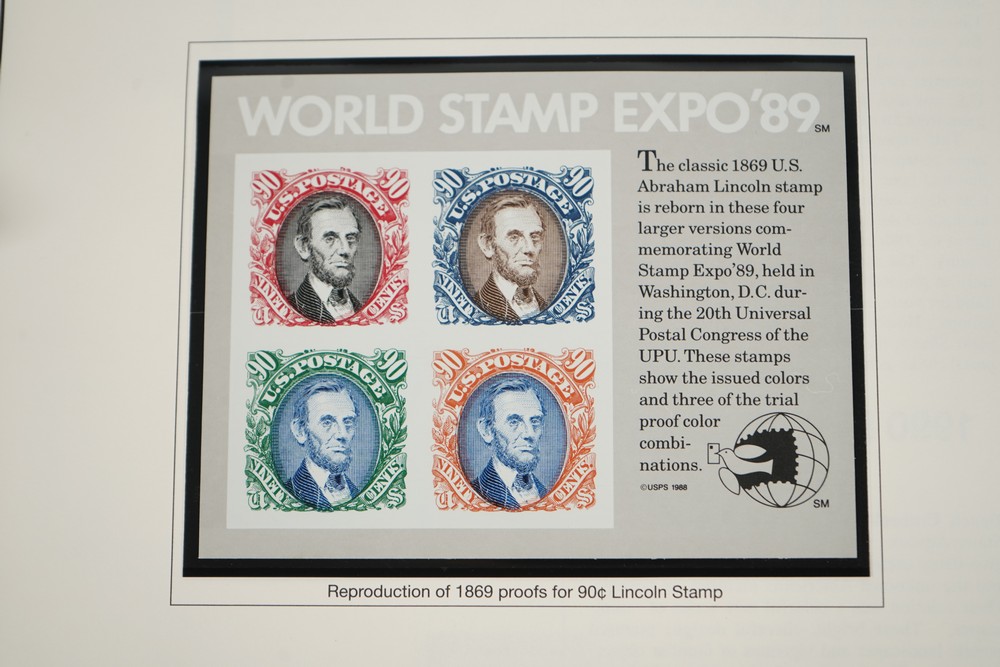 WORLD STAMP EXPO'89 SM
90 90
U.S. POSTAGE
NINETY CENTS.
U S
90 90
U.S. POSTAGE
NINETY CENTS.
U S
90 90
U.S. POSTAGE
NINETY CENTS.
U S
90 90
U.S. POSTAGE
NINETY CENTS.
U S
The classic 1869 U.S.
Abraham Lincoln stamp
is reborn in these four
larger versions com-
memorating World
Stamp Expo'89, held in
Washington, D.C. dur-
ing the 20th Universal
Postal Congress of the
UPU. These stamps
show the issued colors
and three of the trial
proof color
combi-
nations.
©USPS 1988
SM
Reproduction of 1869 proofs for 90¢ Lincoln Stamp